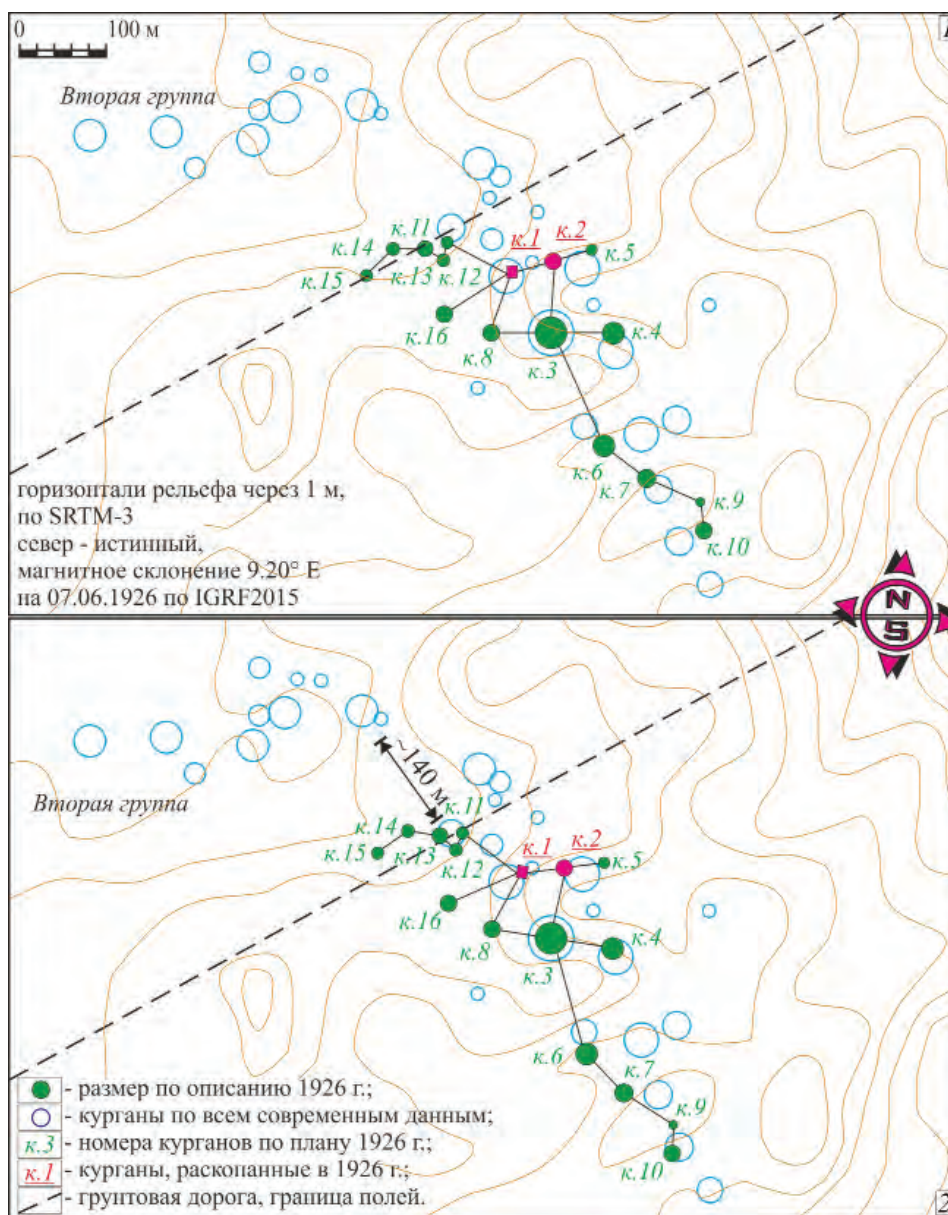 0 100 м
1
Вторая группа
к.1
к.2
к.5
к.11
к.14
к.13
к.12
к.15
к.16
к.8
к.3
к.4
к.6
к.7
к.9
к.10
горизонтали рельефа через 1 м,
по SRTM-3
север - истинный,
магнитное склонение 9.20° E
на 07.06.1926 по IGRF2015
N
S
~140 м
Вторая группа
к.11
к.14
к.1
к.2
к.5
к.15
к.13
к.12
к.16
к.8
к.3
к.4
к.6
к.7
к.9
к.10
- размер по описанию 1926 г.;
- курганы по всем современным данным;
к.3 - номера курганов по плану 1926 г.;
к.1 - курганы, раскопанные в 1926 г.;
- грунтовая дорога, граница полей.
2